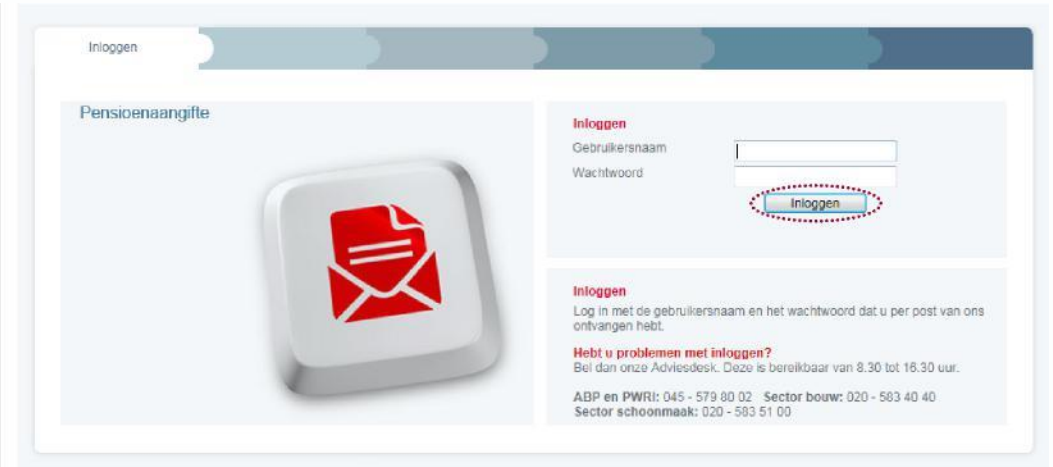 Inloggen
Pensioenaangifte
Inloggen
Gebruikersnaam
Wachtwoord
Inloggen
Inloggen
Log in met de gebruikersnaam en het wachtwoord dat u per post van ons
ontvangen hebt.
Hebt u problemen met inloggen?
Bel dan onze Adviesdesk. Deze is bereikbaar van 8.30 tot 16.30 uur.
ABP en PWRI: 045 - 579 80 02 Sector bouw: 020 - 583 40 40
Sector schoonmaak: 020 - 583 51 00